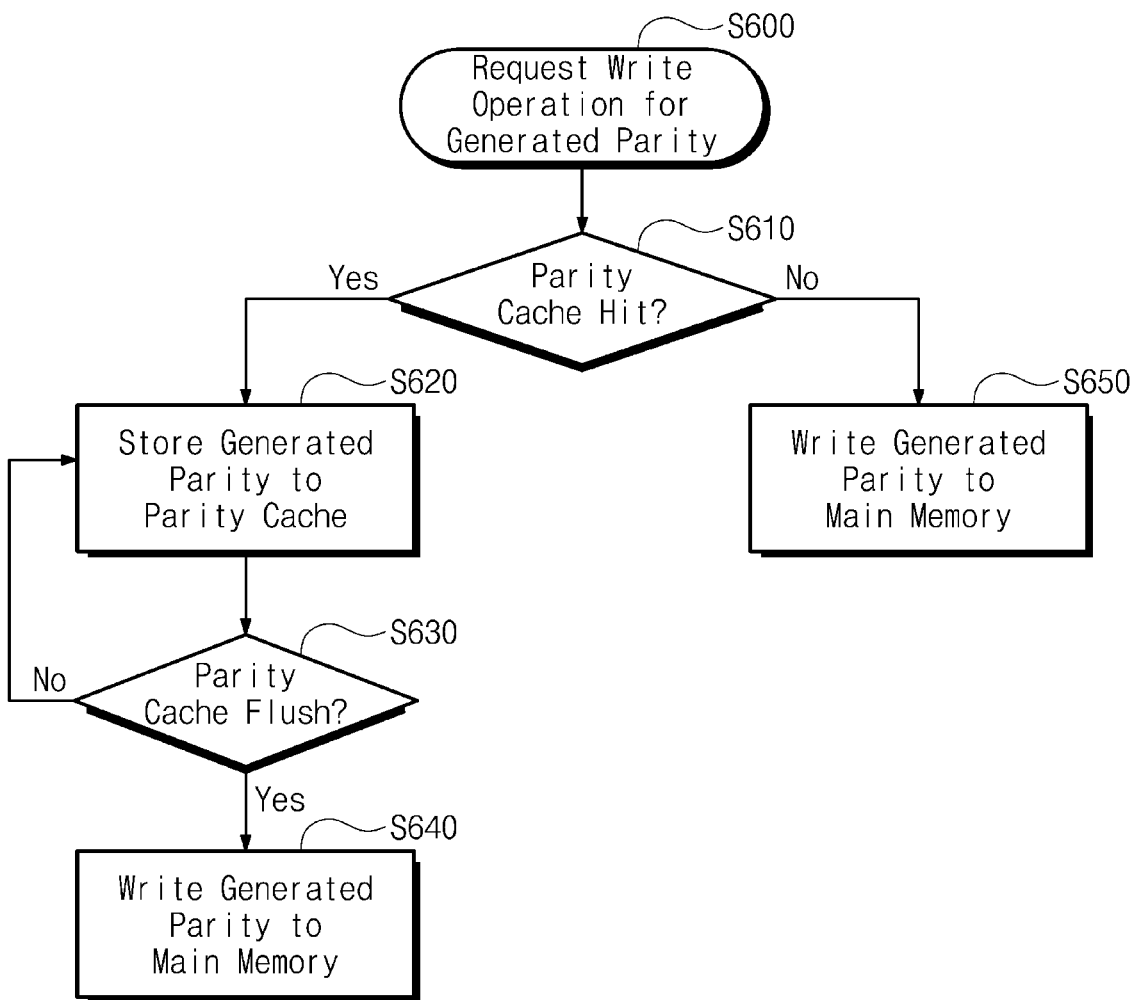 S600
Request Write
Operation for
Generated Parity
S610
Yes
Parity
Cache Hit?
No
S620
Store Generated
Parity to
Parity Cache
S650
Write Generated
Parity to
Main Memory
S630
No
Parity
Cache Flush?
Yes
S640
Write Generated
Parity to
Main Memory